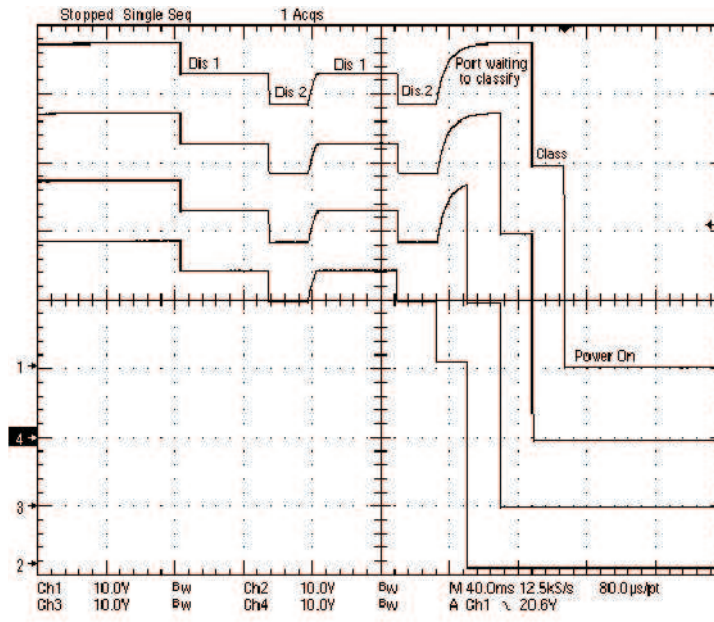 Stopped Single Seq 1 Acqs
Dis 1 Dis 1 Port waiting
to classify
Dis 2 Dis 2
Class
1
Power On
4
3
2
Ch1 10.0V Bw Ch2 10.0V Bw M 40.0ms 12.5kS/s 80.0µs/pt
Ch3 10.0V Bw Ch4 10.0V Bw A Ch1 \ 20.6V